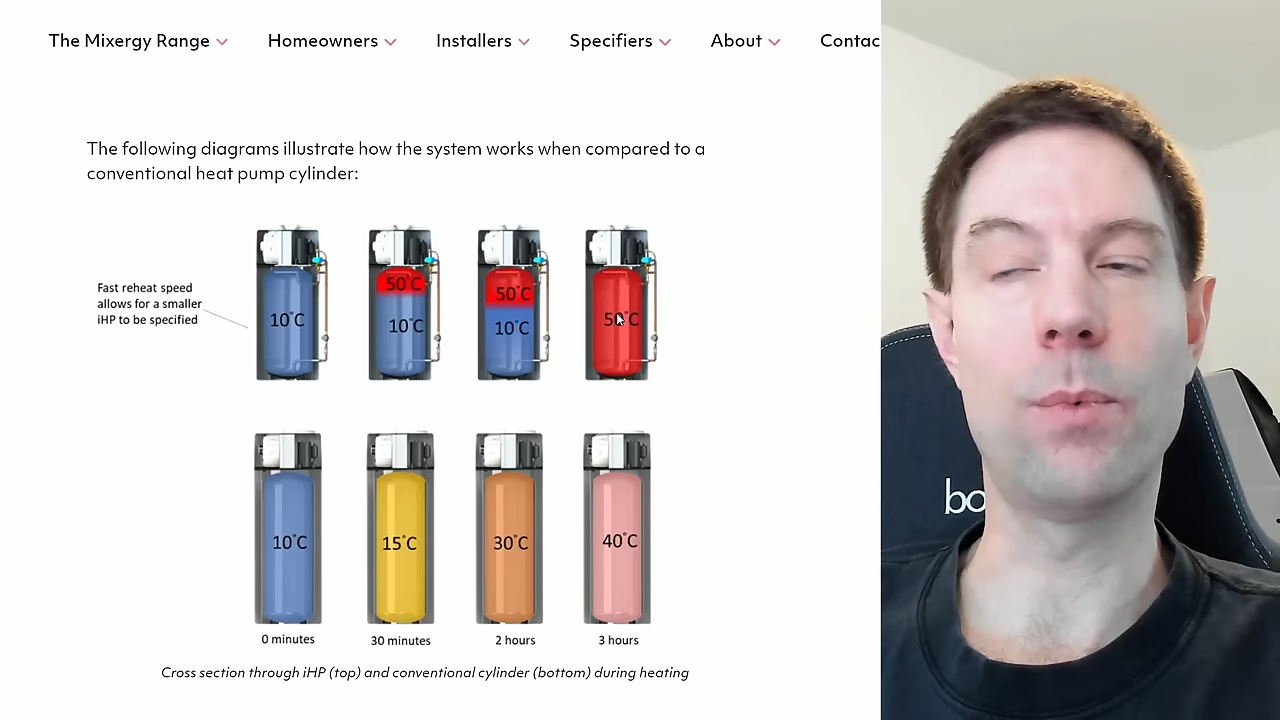 The Mixergy Range Homeowners Installers Specifiers About Contac
The following diagrams illustrate how the system works when compared to a
conventional heat pump cylinder:
Fast reheat speed
allows for a smaller
iHP to be specified
10°C
50°C
10°C
50°C
10°C
50°C
10°C
15°C
30°C
40°C
0 minutes
30 minutes
2 hours
3 hours
Cross section through iHP (top) and conventional cylinder (bottom) during heating
bo